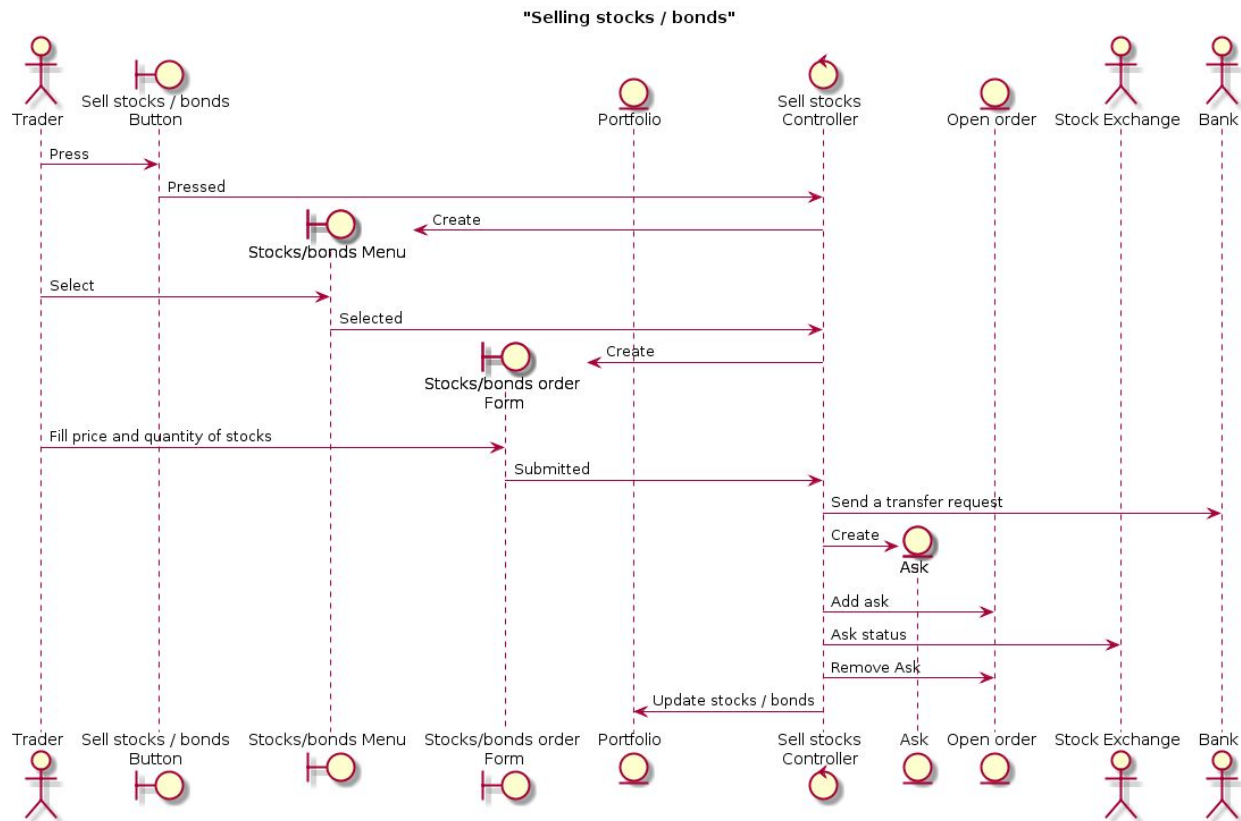 "Selling stocks / bonds"
Trader
Sell stocks / bonds
Button
Portfolio
Sell stocks
Controller
Open order
Stock Exchange
Bank
Press
Pressed
Create
Stocks/bonds Menu
Select
Selected
Create
Stocks/bonds order
Form
Fill price and quantity of stocks
Submitted
Send a transfer request
Create
Ask
Add ask
Ask status
Remove Ask
Update stocks / bonds
Trader
Sell stocks / bonds
Button
Stocks/bonds Menu
Stocks/bonds order
Form
Portfolio
Sell stocks
Controller
Ask
Open order
Stock Exchange
Bank